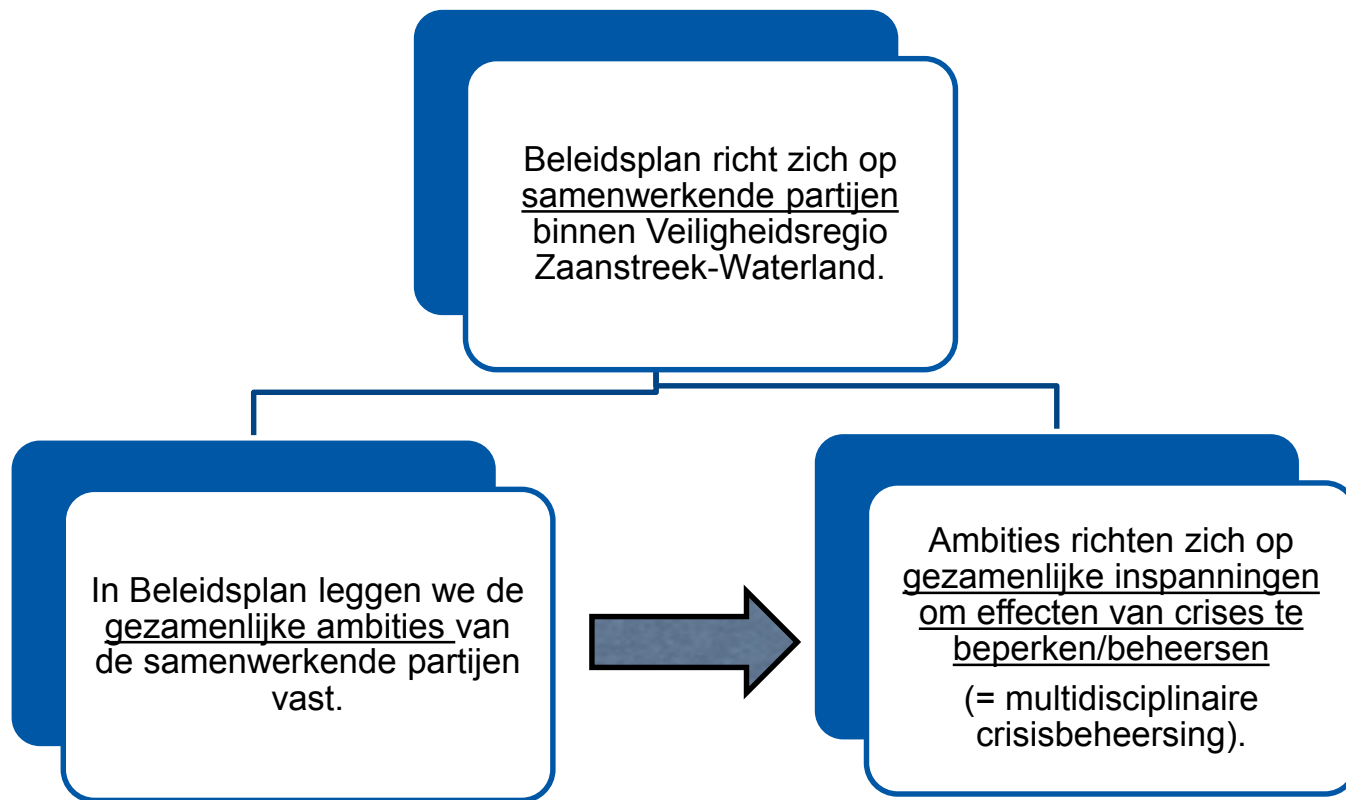 Beleidsplan richt zich op
samenwerkende partijen
binnen Veiligheidsregio
Zaanstreek-Waterland.
In Beleidsplan leggen we de
gezamenlijke ambities van
de samenwerkende partijen
vast.
Ambities richten zich op
gezamenlijke inspanningen
om effecten van crises te
beperken/beheersen
(= multidisciplinaire
crisisbeheersing).